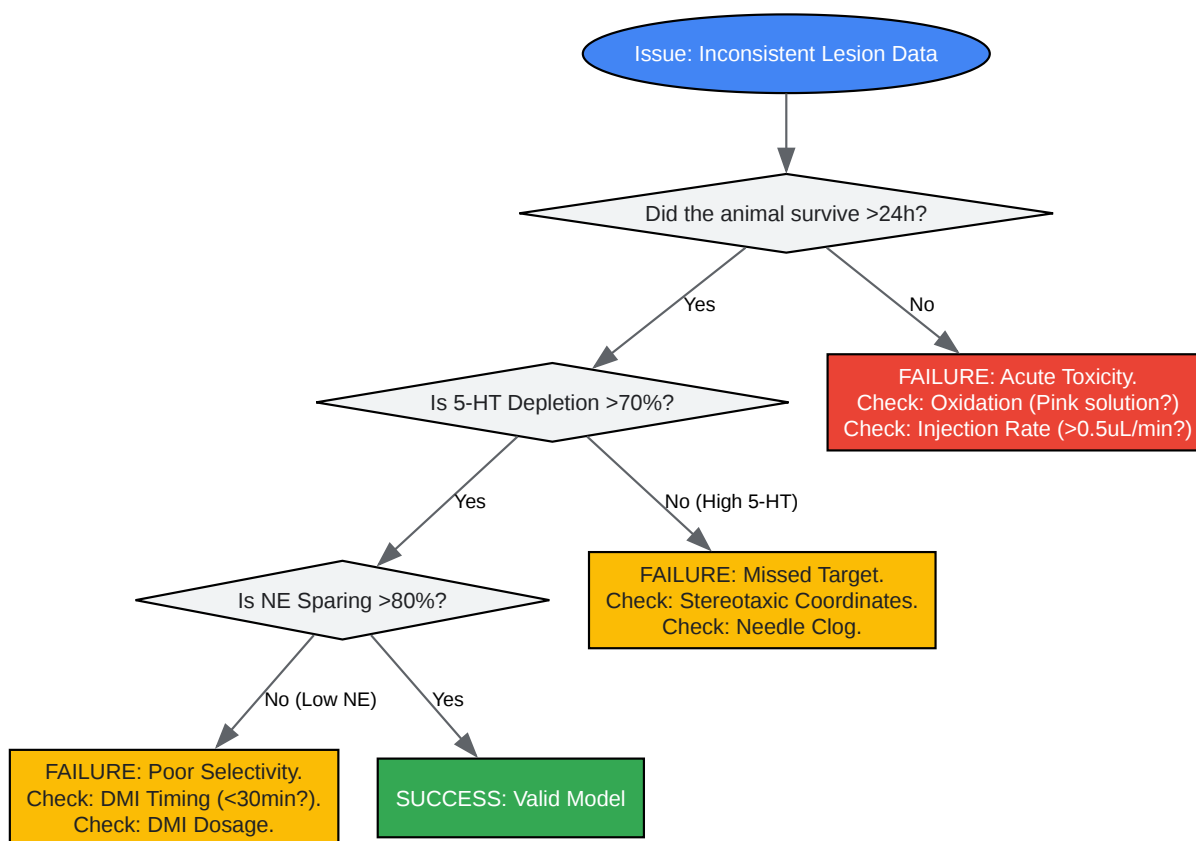 Issue: Inconsistent Lesion Data
Did the animal survive >24h?
Yes
No
FAILURE: Acute Toxicity.
Check: Oxidation (Pink solution?)
Check: Injection Rate (>0.5uL/min?)
Is 5-HT Depletion >70%?
Yes
No (High 5-HT)
FAILURE: Missed Target.
Check: Stereotaxic Coordinates.
Check: Needle Clog.
Is NE Sparing >80%?
No (Low NE)
Yes
FAILURE: Poor Selectivity.
Check: DMI Timing (<30min?).
Check: DMI Dosage.
SUCCESS: Valid Model